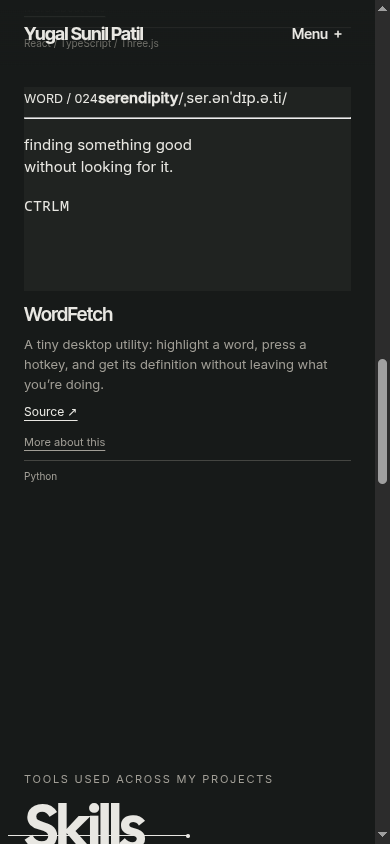 Yugal Sunil Patil
Menu +
React / TypeScript / Three.js
WORD / 024serendipity/ˌser.ənˈdɪp.ə.ti/
finding something good
without looking for it.
CTRLM
WordFetch
A tiny desktop utility: highlight a word, press a
hotkey, and get its definition without leaving what
you’re doing.
Source ↗
More about this
Python
TOOLS USED ACROSS MY PROJECTS
Skills